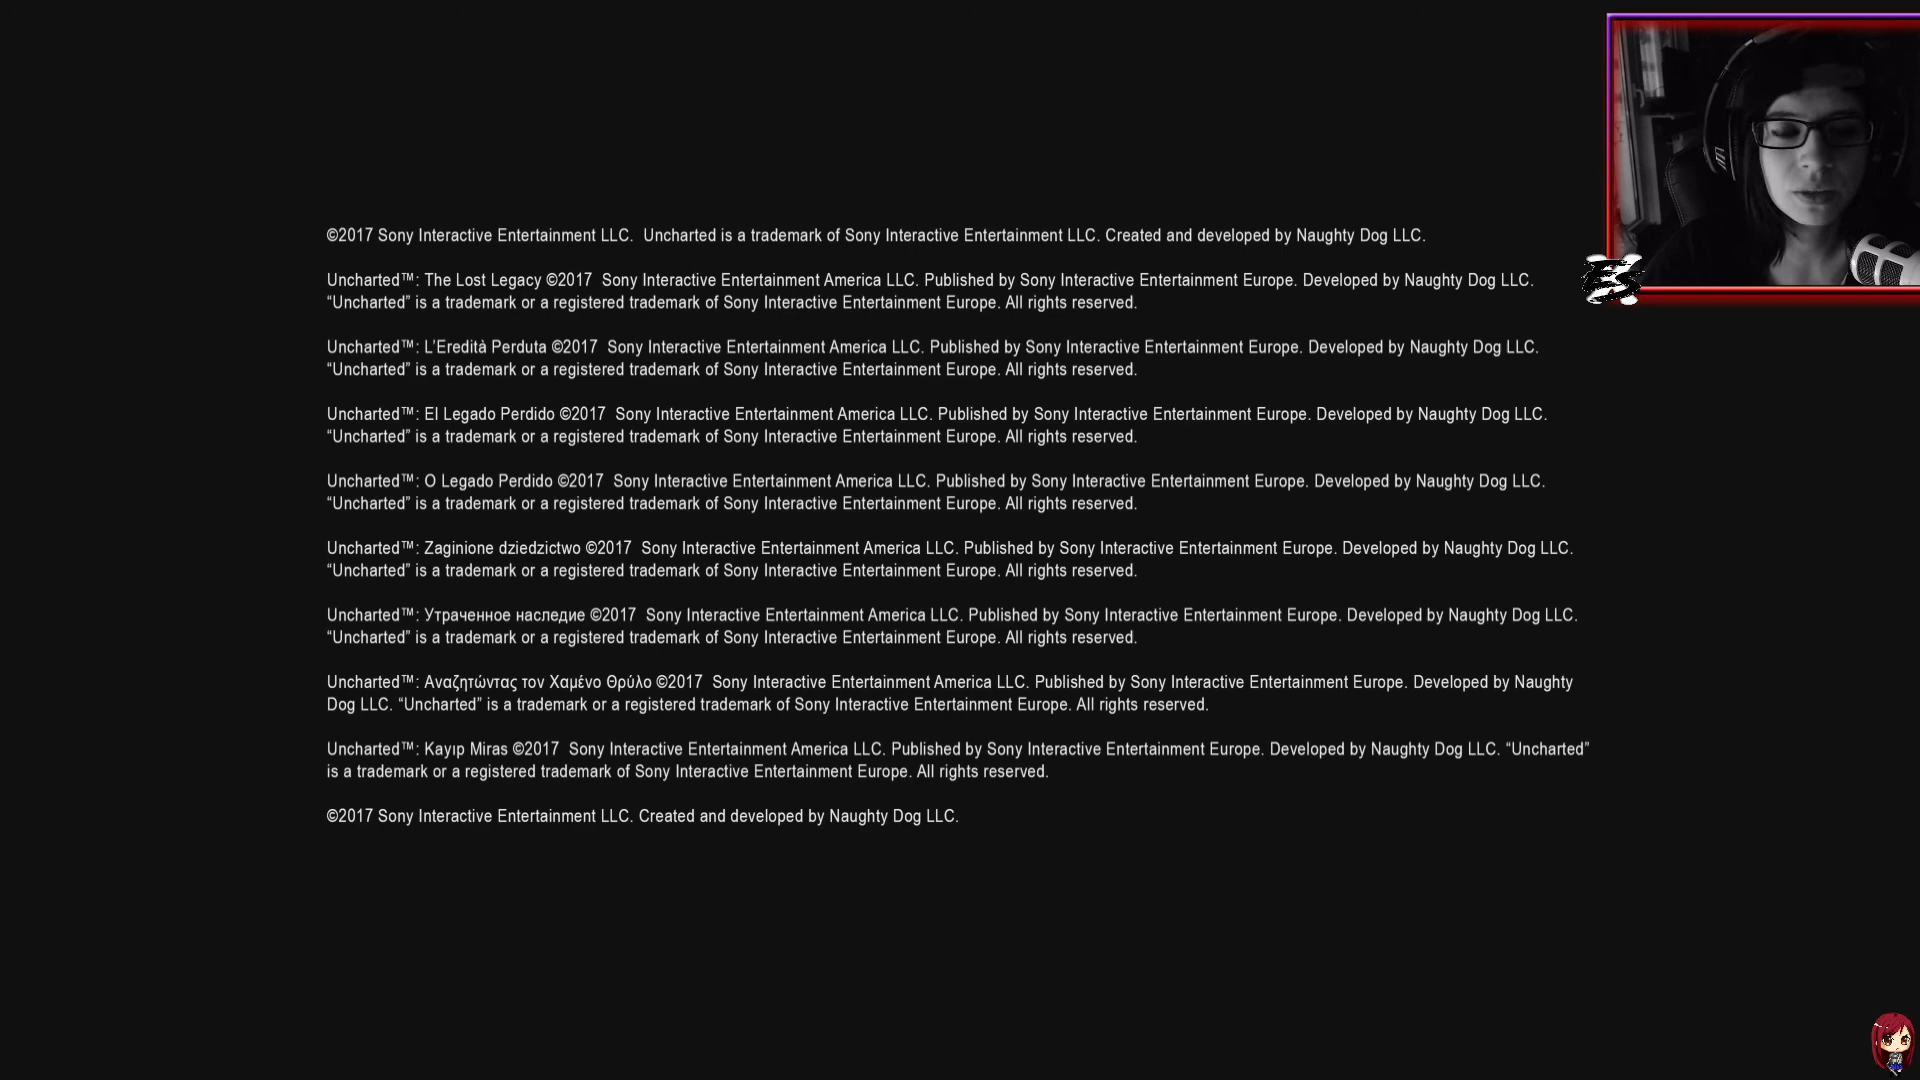 ©2017 Sony Interactive Entertainment LLC.  Uncharted is a trademark of Sony Interactive Entertainment LLC. Created and developed by Naughty Dog LLC.
Uncharted™: The Lost Legacy ©2017  Sony Interactive Entertainment America LLC. Published by Sony Interactive Entertainment Europe. Developed by Naughty Dog LLC.
“Uncharted” is a trademark or a registered trademark of Sony Interactive Entertainment Europe. All rights reserved.
Uncharted™: L'Eredità Perduta ©2017  Sony Interactive Entertainment America LLC. Published by Sony Interactive Entertainment Europe. Developed by Naughty Dog LLC.
“Uncharted” is a trademark or a registered trademark of Sony Interactive Entertainment Europe. All rights reserved.
Uncharted™: El Legado Perdido ©2017  Sony Interactive Entertainment America LLC. Published by Sony Interactive Entertainment Europe. Developed by Naughty Dog LLC.
“Uncharted” is a trademark or a registered trademark of Sony Interactive Entertainment Europe. All rights reserved.
Uncharted™: O Legado Perdido ©2017  Sony Interactive Entertainment America LLC. Published by Sony Interactive Entertainment Europe. Developed by Naughty Dog LLC.
“Uncharted” is a trademark or a registered trademark of Sony Interactive Entertainment Europe. All rights reserved.
Uncharted™: Zaginione dziedzictwo ©2017  Sony Interactive Entertainment America LLC. Published by Sony Interactive Entertainment Europe. Developed by Naughty Dog LLC.
“Uncharted” is a trademark or a registered trademark of Sony Interactive Entertainment Europe. All rights reserved.
Uncharted™: Утраченное наследие ©2017  Sony Interactive Entertainment America LLC. Published by Sony Interactive Entertainment Europe. Developed by Naughty Dog LLC.
“Uncharted” is a trademark or a registered trademark of Sony Interactive Entertainment Europe. All rights reserved.
Uncharted™: Αναζητώντας τον Χαμένο Θρύλο ©2017  Sony Interactive Entertainment America LLC. Published by Sony Interactive Entertainment Europe. Developed by Naughty
Dog LLC. “Uncharted” is a trademark or a registered trademark of Sony Interactive Entertainment Europe. All rights reserved.
Uncharted™: Kayıp Miras ©2017  Sony Interactive Entertainment America LLC. Published by Sony Interactive Entertainment Europe. Developed by Naughty Dog LLC. “Uncharted”
is a trademark or a registered trademark of Sony Interactive Entertainment Europe. All rights reserved.
©2017 Sony Interactive Entertainment LLC. Created and developed by Naughty Dog LLC.
ES